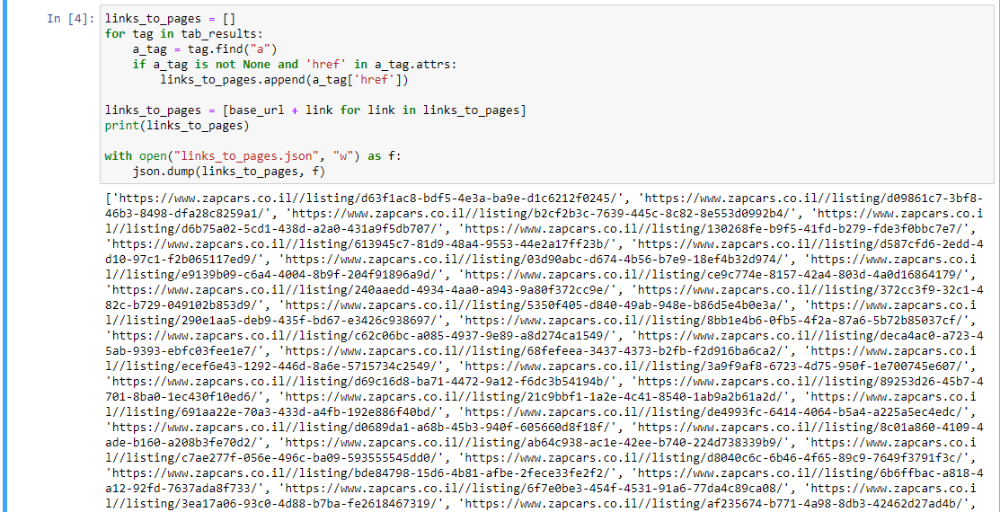 In [4]: links_to_pages = []
for tag in tab_results:
    a_tag = tag.find("a")
    if a_tag is not None and 'href' in a_tag.attrs:
        links_to_pages.append(a_tag['href'])

links_to_pages = [base_url + link for link in links_to_pages]
print(links_to_pages)

with open("links_to_pages.json", "w") as f:
    json.dump(links_to_pages, f)

['https://www.zapcars.co.il//listing/d63f1ac8-bdf5-4e3a-ba9e-d1c6212f0245/', 'https://www.zapcars.co.il//listing/d09861c7-3bf8-
46b3-8498-dfa28c8259a1/', 'https://www.zapcars.co.il//listing/b2cf2b3c-7639-445c-8c82-8e553d0992b4/', 'https://www.zapcars.co.i
l//listing/d6b75a02-5cd1-438d-a2a0-431a9f5db707/', 'https://www.zapcars.co.il//listing/130268fe-b9f5-41fd-b279-fde3f0bbc7e7/',
'https://www.zapcars.co.il//listing/613945c7-81d9-48a4-9553-44e2a17ff23b/', 'https://www.zapcars.co.il//listing/d587cfd6-2edd-4
d10-97c1-f2b065117ed9/', 'https://www.zapcars.co.il//listing/03d90abc-d674-4b56-b7e9-18ef4b32d974/', 'https://www.zapcars.co.i
l//listing/e9139b09-c6a4-4004-8b9f-204f91896a9d/', 'https://www.zapcars.co.il//listing/ce9c774e-8157-42a4-803d-4a0d16864179/',
'https://www.zapcars.co.il//listing/240aaedd-4934-4aa0-a943-9a80f372cc9e/', 'https://www.zapcars.co.il//listing/372cc3f9-32c1-4
82c-b729-049102b853d9/', 'https://www.zapcars.co.il//listing/5350f405-d840-49ab-948e-b86d5e4b0e3a/', 'https://www.zapcars.co.i
l//listing/290e1aa5-deb9-435f-bd67-e3426c938697/', 'https://www.zapcars.co.il//listing/8bb1e4b6-0fb5-4f2a-87a6-5b72b85037cf/',
'https://www.zapcars.co.il//listing/c62c06bc-a085-4937-9e89-a8d274ca1549/', 'https://www.zapcars.co.il//listing/deca4ac0-a723-4
5ab-9393-ebfc03fee1e7/', 'https://www.zapcars.co.il//listing/68fefeea-3437-4373-b2fb-f2d916ba6ca2/', 'https://www.zapcars.co.i
l//listing/ecef6e43-1292-446d-8a6e-5715734c2549/', 'https://www.zapcars.co.il//listing/3a9f9af8-6723-4d75-950f-1e700745e607/',
'https://www.zapcars.co.il//listing/d69c16d8-ba71-4472-9a12-f6dc3b54194b/', 'https://www.zapcars.co.il//listing/89253d26-45b7-4
701-8ba0-1ec430f10ed6/', 'https://www.zapcars.co.il//listing/21c9bbf1-1a2e-4c41-8540-1ab9a2b61a2d/', 'https://www.zapcars.co.i
l//listing/691aa22e-70a3-433d-a4fb-192e886f40bd/', 'https://www.zapcars.co.il//listing/de4993fc-6414-4064-b5a4-a225a5ec4edc/',
'https://www.zapcars.co.il//listing/d0689da1-a68b-45b3-940f-605660d8f18f/', 'https://www.zapcars.co.il//listing/8c01a860-4109-4
ade-b160-a208b3fe70d2/', 'https://www.zapcars.co.il//listing/ab64c938-ac1e-42ee-b740-224d738339b9/', 'https://www.zapcars.co.i
l//listing/c7ae277f-056e-496c-ba09-593555545dd0/', 'https://www.zapcars.co.il//listing/d8040c6c-6b46-4f65-89c9-7649f3791f3c/',
'https://www.zapcars.co.il//listing/bde84798-15d6-4b81-afbe-2fece33fe2f2/', 'https://www.zapcars.co.il//listing/6b6ffbac-a818-4
a12-92fd-7637ada8f733/', 'https://www.zapcars.co.il//listing/6f7e0be3-454f-4531-91a6-77da4c89ca08/', 'https://www.zapcars.co.i
l//listing/3ea17a06-93c0-4d88-b7ba-fe2618467319/', 'https://www.zapcars.co.il//listing/af235674-b771-4a98-8db3-42462d27ad4b/',